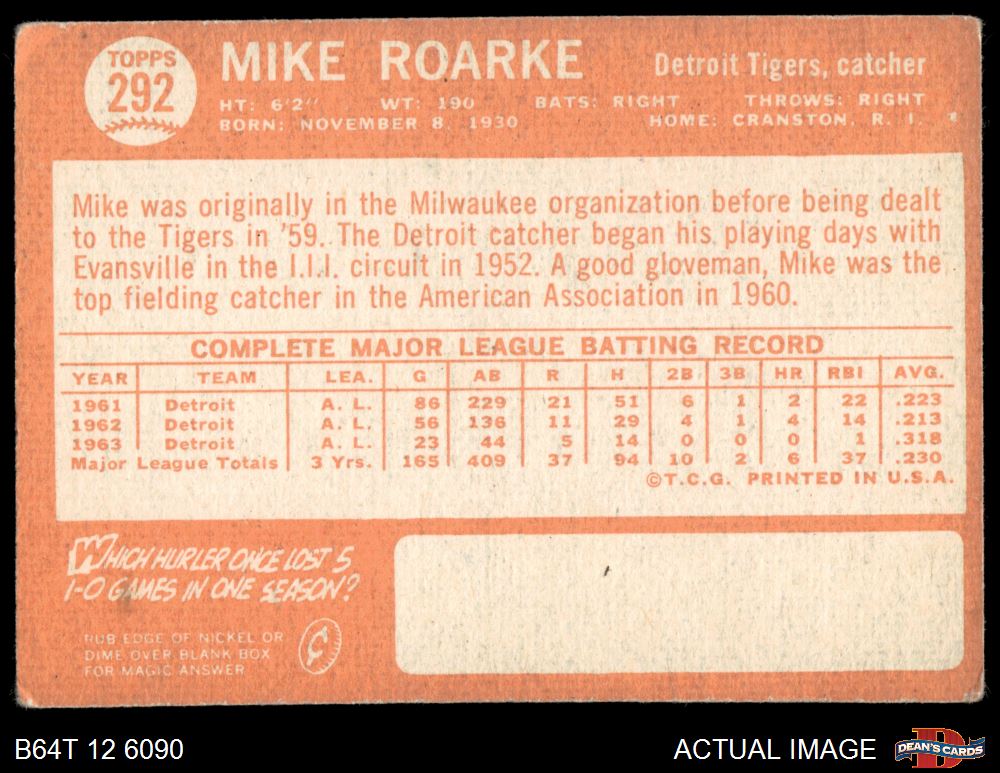 TOPPS
292
MIKE ROARKE
Detroit Tigers, catcher
HT: 6'2" WT: 190 BATS: RIGHT THROWS: RIGHT
BORN: NOVEMBER 8, 1930 HOME: CRANSTON, R. I.
Mike was originally in the Milwaukee organization before being dealt
to the Tigers in '59. The Detroit catcher began his playing days with
Evansville in the I.I.I. circuit in 1952. A good gloveman, Mike was the
top fielding catcher in the American Association in 1960.
COMPLETE MAJOR LEAGUE BATTING RECORD
YEAR TEAM LEA. G AB R H 2B 3B HR RBI AVG.
1961 Detroit A. L. 86 229 21 51 6 1 2 22 .223
1962 Detroit A. L. 56 136 11 29 4 1 4 14 .213
1963 Detroit A. L. 23 44 5 14 0 0 0 1 .318
Major League Totals 3 Yrs. 165 409 37 94 10 2 6 37 .230
©T.C.G. PRINTED IN U.S.A.
WHICH HURLER ONCE LOST 5
1-0 GAMES IN ONE SEASON?
RUB EDGE OF NICKEL OR
DIME OVER BLANK BOX
FOR MAGIC ANSWER
¢
B64T 12 6090
ACTUAL IMAGE
D
DEAN'S CARDS